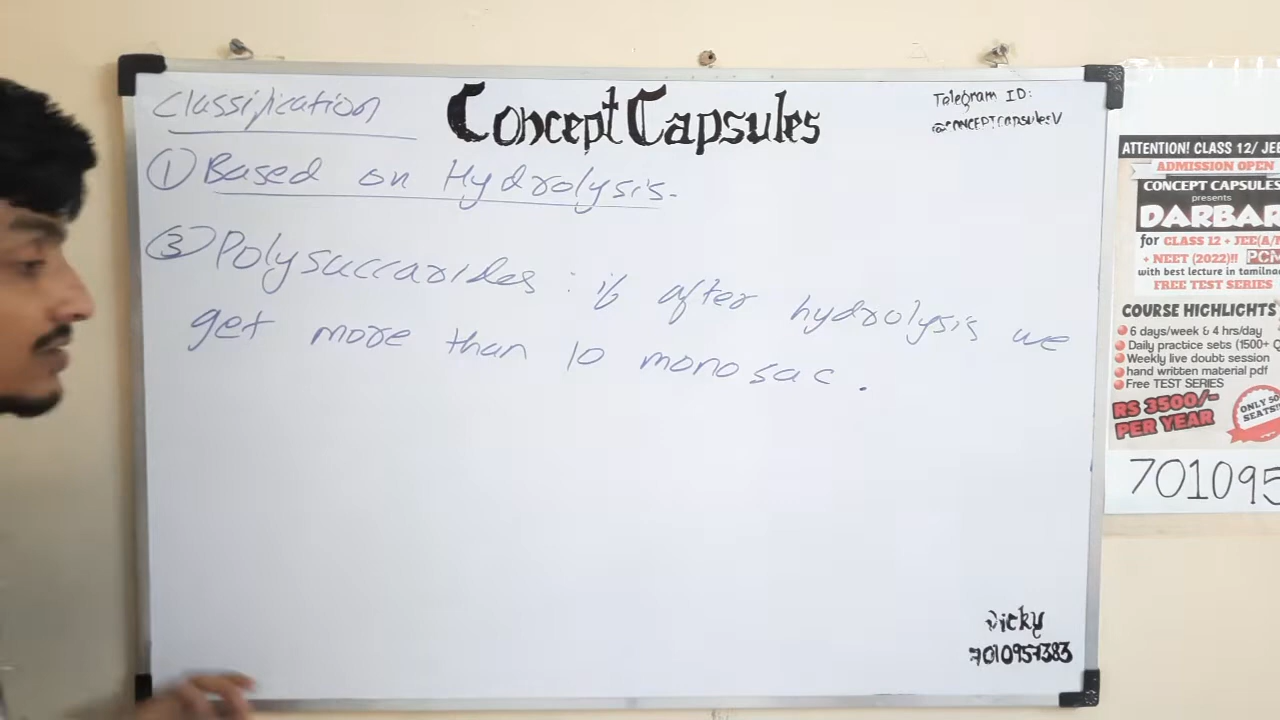 Classification
Concept Capsules
Telegram ID:
@CONCEPTCapsulesV
① Based on Hydrolysis.
③ Polysaccarides : if after hydrolysis we
get more than 10 monosac.
Vicky
7010957383
ATTENTION! CLASS 12/ JEE
ADMISSION OPEN
CONCEPT CAPSULES
presents
DARBAR
for CLASS 12 + JEE(A/M
+ NEET (2022)!! PCM
with best lecture in tamilna
FREE TEST SERIES
COURSE HIGHLIGHTS
6 days/week & 4 hrs/day
Daily practice sets (1500+ Q
Weekly live doubt session
hand written material pdf
Free TEST SERIES
RS 3500/-
PER YEAR
ONLY 50
SEATS!!
701095